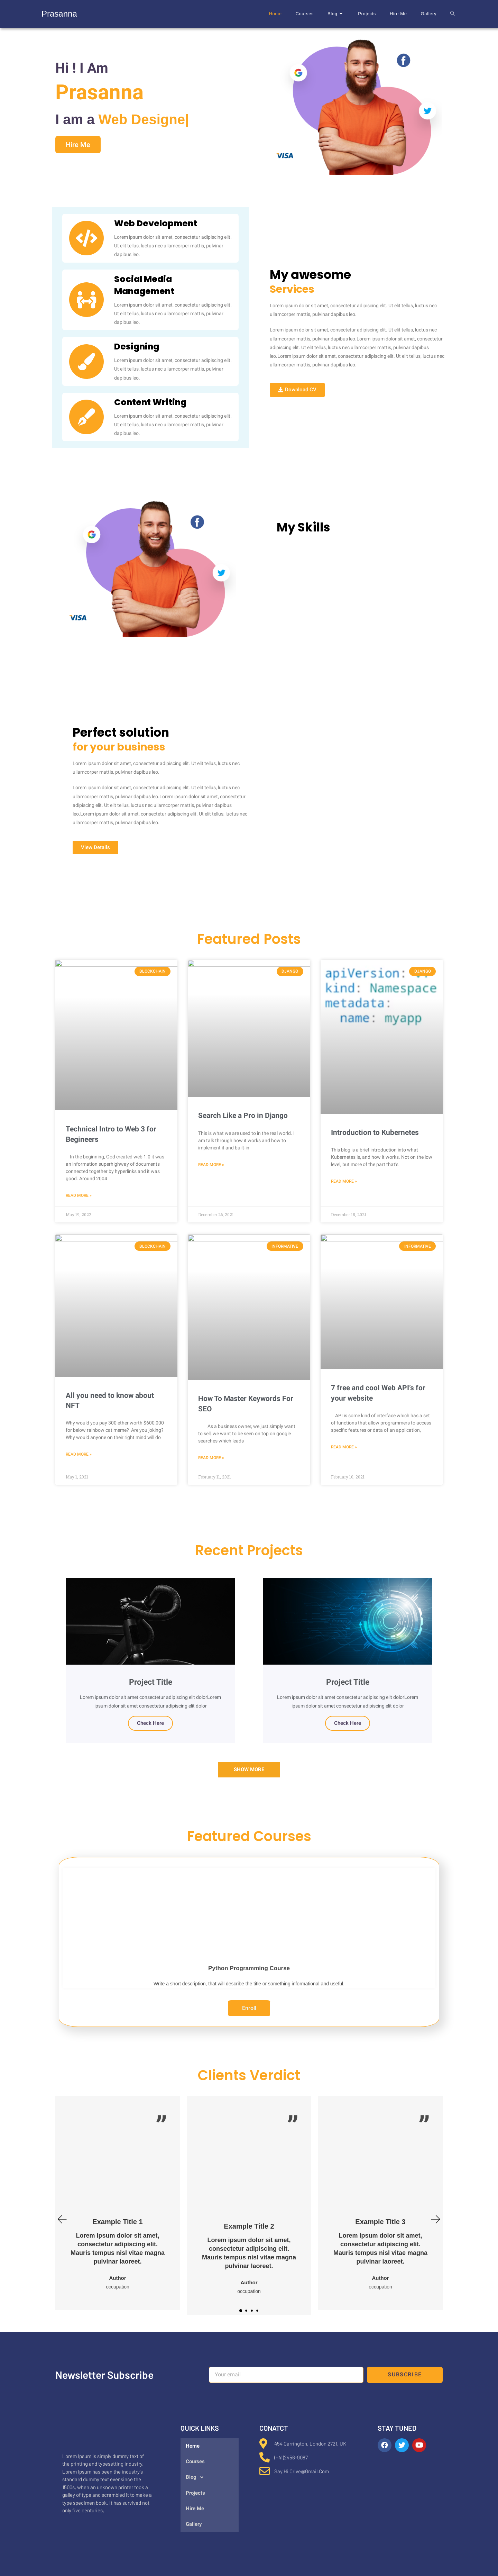 Prasanna
Home Courses Blog Projects Hire Me Gallery
Hi ! I Am
Prasanna
I am a Web Designe|
Hire Me
VISA
Web Development
Lorem ipsum dolor sit amet, consectetur adipiscing elit.
Ut elit tellus, luctus nec ullamcorper mattis, pulvinar
dapibus leo.
Social Media
Management
Lorem ipsum dolor sit amet, consectetur adipiscing elit.
Ut elit tellus, luctus nec ullamcorper mattis, pulvinar
dapibus leo.
Designing
Lorem ipsum dolor sit amet, consectetur adipiscing elit.
Ut elit tellus, luctus nec ullamcorper mattis, pulvinar
dapibus leo.
Content Writing
Lorem ipsum dolor sit amet, consectetur adipiscing elit.
Ut elit tellus, luctus nec ullamcorper mattis, pulvinar
dapibus leo.
My awesome
Services
Lorem ipsum dolor sit amet, consectetur adipiscing elit. Ut elit tellus, luctus nec
ullamcorper mattis, pulvinar dapibus leo.
Lorem ipsum dolor sit amet, consectetur adipiscing elit. Ut elit tellus, luctus nec
ullamcorper mattis, pulvinar dapibus leo.Lorem ipsum dolor sit amet, consectetur
adipiscing elit. Ut elit tellus, luctus nec ullamcorper mattis, pulvinar dapibus
leo.Lorem ipsum dolor sit amet, consectetur adipiscing elit. Ut elit tellus, luctus nec
ullamcorper mattis, pulvinar dapibus leo.
Download CV
VISA
My Skills
Perfect solution
for your business
Lorem ipsum dolor sit amet, consectetur adipiscing elit. Ut elit tellus, luctus nec
ullamcorper mattis, pulvinar dapibus leo.
Lorem ipsum dolor sit amet, consectetur adipiscing elit. Ut elit tellus, luctus nec
ullamcorper mattis, pulvinar dapibus leo.Lorem ipsum dolor sit amet, consectetur
adipiscing elit. Ut elit tellus, luctus nec ullamcorper mattis, pulvinar dapibus
leo.Lorem ipsum dolor sit amet, consectetur adipiscing elit. Ut elit tellus, luctus nec
ullamcorper mattis, pulvinar dapibus leo.
View Details
Featured Posts
BLOCKCHAIN
Technical Intro to Web 3 for
Begineers
In the beginning, God created web 1.0 it was
an information superhighway of documents
connected together by hyperlinks and it was
good. Around 2004
READ MORE »
May 19, 2022
DJANGO
Search Like a Pro in Django
This is what we are used to in the real world. I
am talk through how it works and how to
implement it and built in
READ MORE »
December 26, 2021
DJANGO
kind: Namespace
metadata:
name: myapp
Introduction to Kubernetes
This blog is a brief introduction into what
Kubernetes is, and how it works. Not on the low
level, but more of the part that's
READ MORE »
BLOCKCHAIN
All you need to know about
NFT
Why would you pay 300 ether worth $600,000
for below rainbow cat meme? Are you joking?
Why would anyone on their right mind will do
READ MORE »
May 1, 2021
INFORMATIVE
How To Master Keywords For
SEO
As a business owner, we just simply want
to sell, we want to be seen on top on google
searches which leads
READ MORE »
INFORMATIVE
7 free and cool Web API's for
your website
API is some kind of interface which has a set
of functions that allow programmers to access
specific features or data of an application,
READ MORE »
Recent Projects
Project Title
Lorem ipsum dolor sit amet consectetur adipiscing elit dolorLorem
ipsum dolor sit amet consectetur adipiscing elit dolor
Check Here
Project Title
Lorem ipsum dolor sit amet consectetur adipiscing elit dolorLorem
ipsum dolor sit amet consectetur adipiscing elit dolor
Check Here
SHOW MORE
Featured Courses
Python Programming Course
Write a short description, that will describe the title or something informational and useful.
Enroll
Clients Verdict
”
Example Title 1
Lorem ipsum dolor sit amet,
consectetur adipiscing elit.
Mauris tempus nisl vitae magna
pulvinar laoreet.
Author
occupation
”
Example Title 2
Lorem ipsum dolor sit amet,
consectetur adipiscing elit.
Mauris tempus nisl vitae magna
pulvinar laoreet.
Author
occupation
”
Example Title 3
Lorem ipsum dolor sit amet,
consectetur adipiscing elit.
Mauris tempus nisl vitae magna
pulvinar laoreet.
Author
occupation
Newsletter Subscribe
Your email
SUBSCRIBE
Lorem Ipsum is simply dummy text of
the printing and typesetting industry.
Lorem Ipsum has been the industry's
standard dummy text ever since the
1500s, when an unknown printer took a
galley of type and scrambled it to make a
type specimen book. It has survived not
only five centuries.
QUICK LINKS
Home
Courses
Blog
Projects
Hire Me
Gallery
CONATCT
454 Carrington, London 2721, UK
(+49)1456-9087
Say.Hi Crixe@Gmail.Com
STAY TUNED